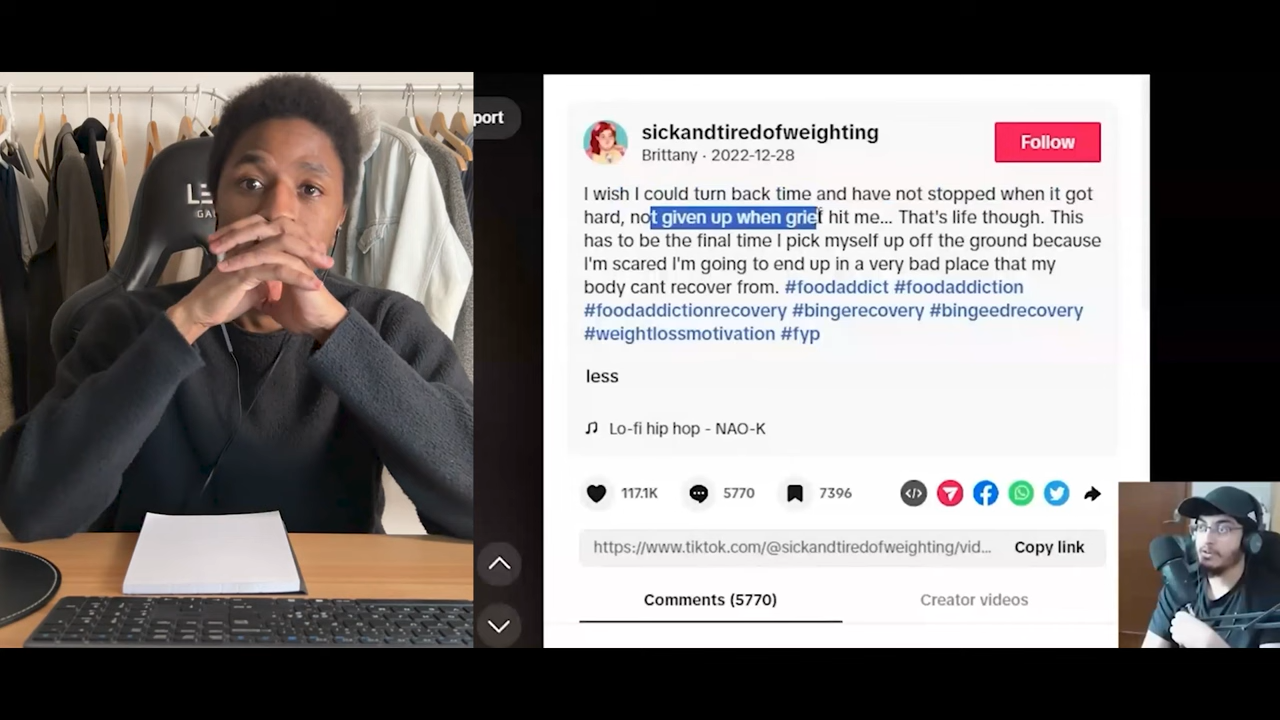 LE
GA
port
sickandtiredofweighting
Brittany · 2022-12-28
Follow
I wish I could turn back time and have not stopped when it got
hard, not given up when grief hit me... That's life though. This
has to be the final time I pick myself up off the ground because
I'm scared I'm going to end up in a very bad place that my
body cant recover from. #foodaddict #foodaddiction
#foodaddictionrecovery #bingerecovery #bingeedrecovery
#weightlossmotivation #fyp
less
Lo-fi hip hop - NAO-K
117.1K
5770
7396
https://www.tiktok.com/@sickandtiredofweighting/vid...
Copy link
Comments (5770)
Creator videos